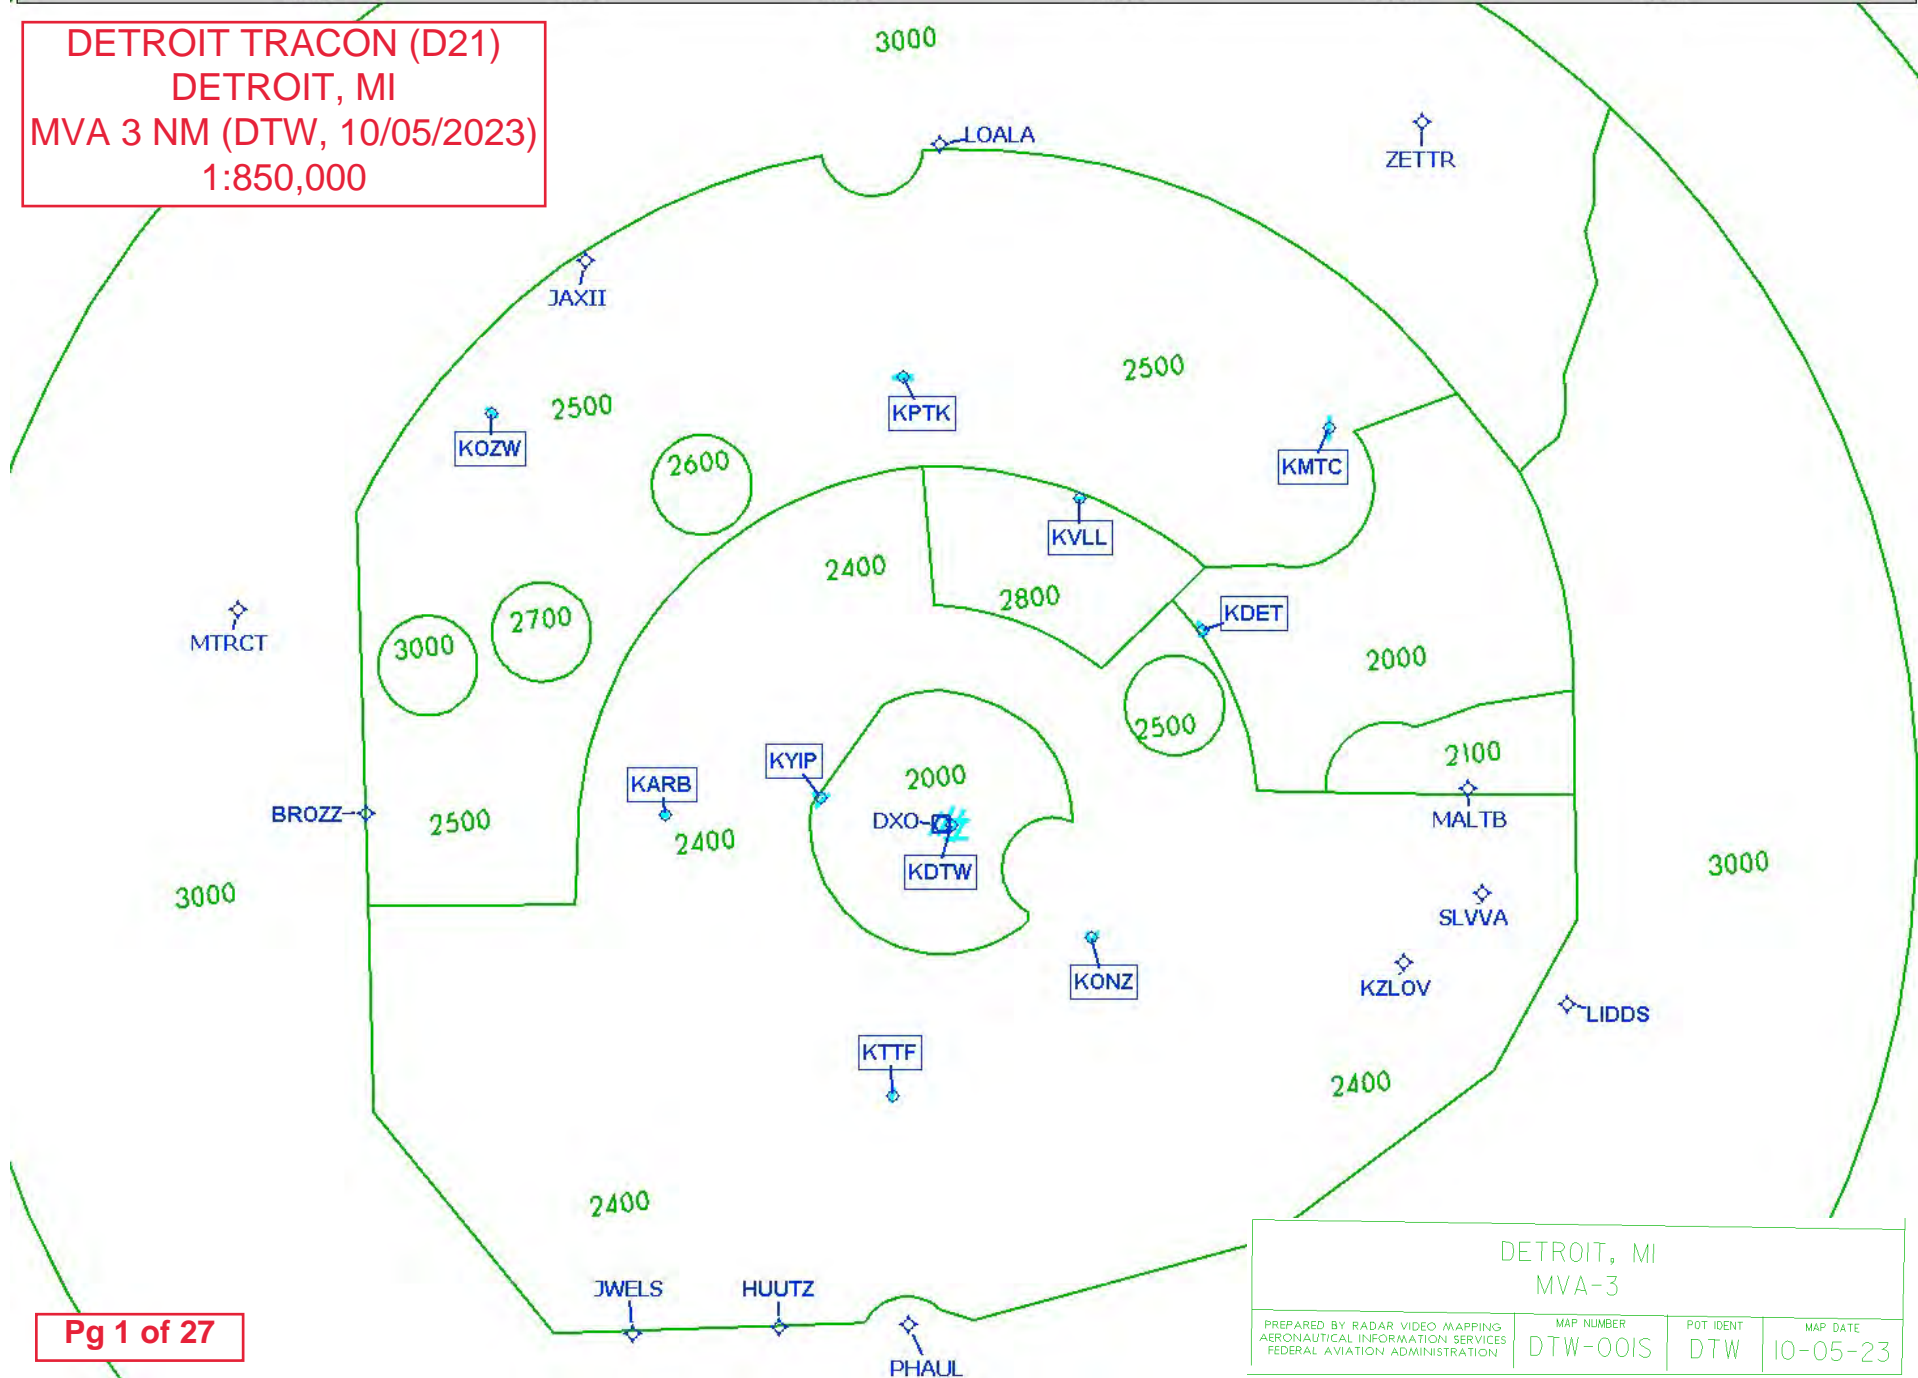 DETROIT TRACON (D21)
DETROIT, MI
MVA 3 NM (DTW, 10/05/2023)
1:850,000
3000
LOALA
ZETTR
JAXII
2500
2500
KPTK
KOZW
2600
KMTC
KVLL
2400
2800
KDET
MTRCT
3000
2700
2000
2500
2100
KYIP
KARB
2000
BROZZ
2500
2400
DXO
KDTW
MALTB
3000
3000
SLVVA
KONZ
KZLOV
LIDDS
KTTF
2400
2400
JWELS
HUUTZ
PHAUL
Pg 1 of 27
DETROIT, MI
MVA-3
PREPARED BY RADAR VIDEO MAPPING
AERONAUTICAL INFORMATION SERVICES
FEDERAL AVIATION ADMINISTRATION
MAP NUMBER
DTW-001S
POT IDENT
DTW
MAP DATE
10-05-23